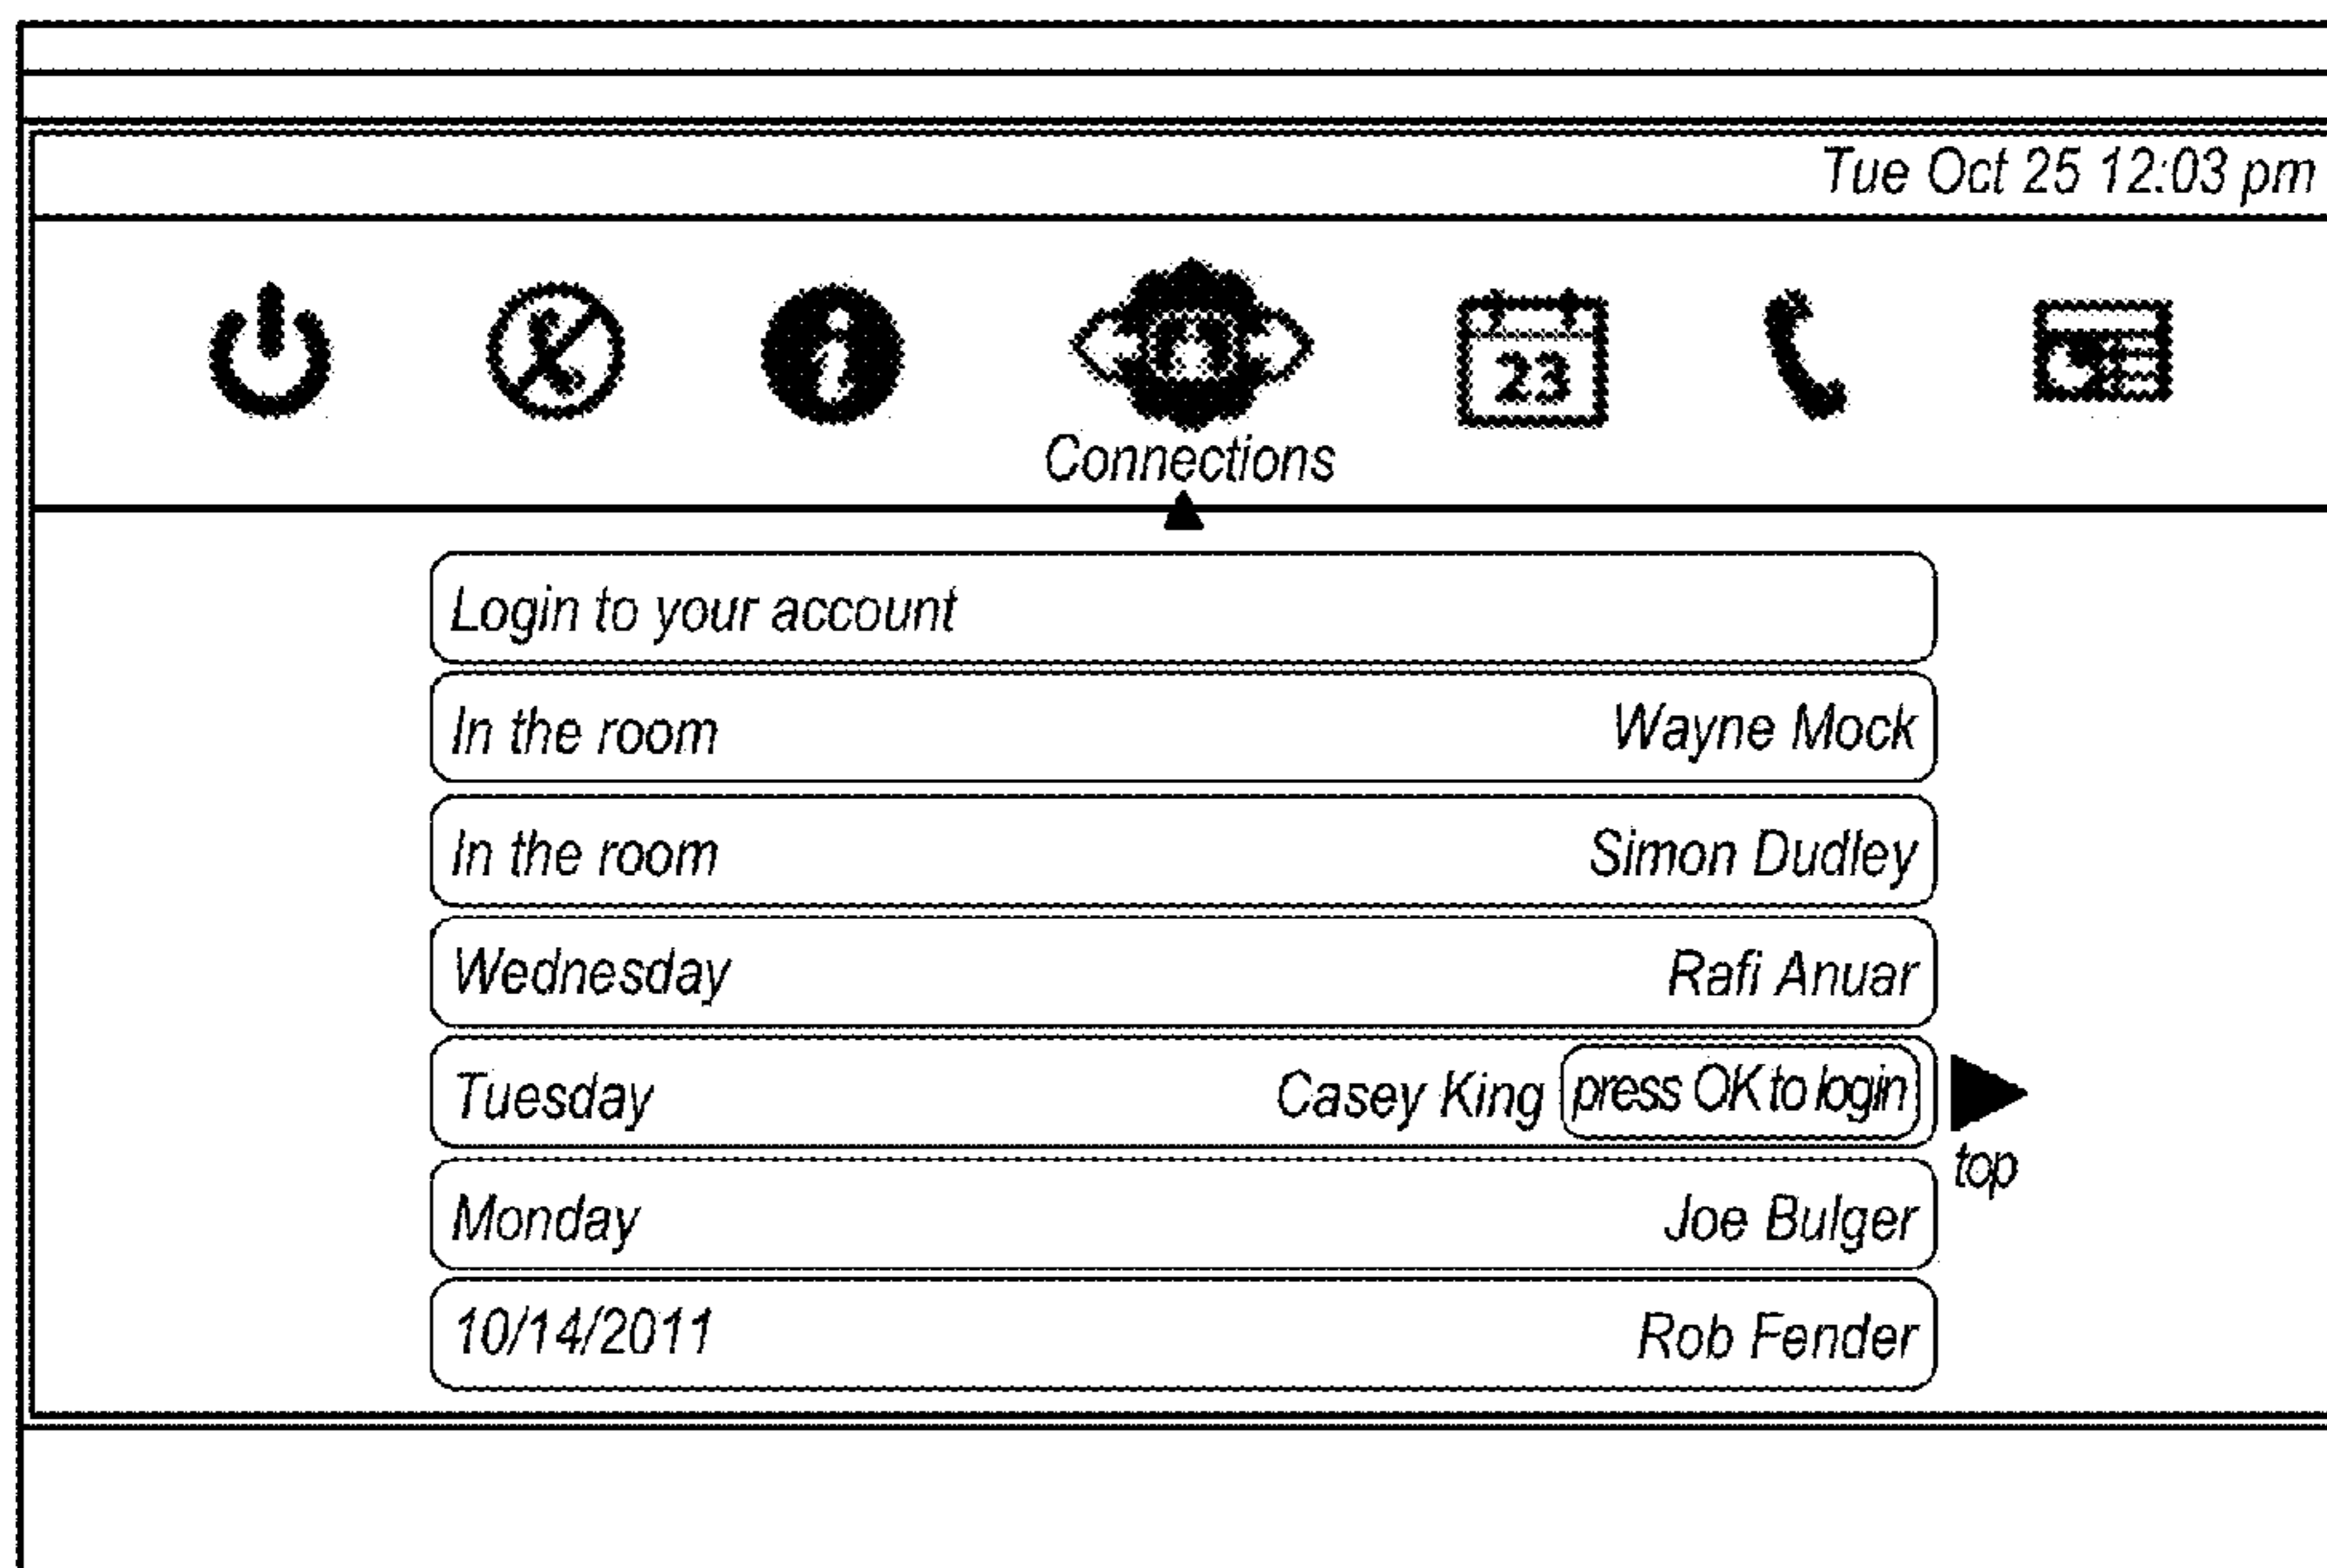 Tue Oct 25 12:03 pm
23
Connections
Login to your account
In the room Wayne Mock
In the room Simon Dudley
Wednesday Rafi Anuar
Tuesday Casey King press OK to login
top
Monday Joe Bulger
10/14/2011 Rob Fender